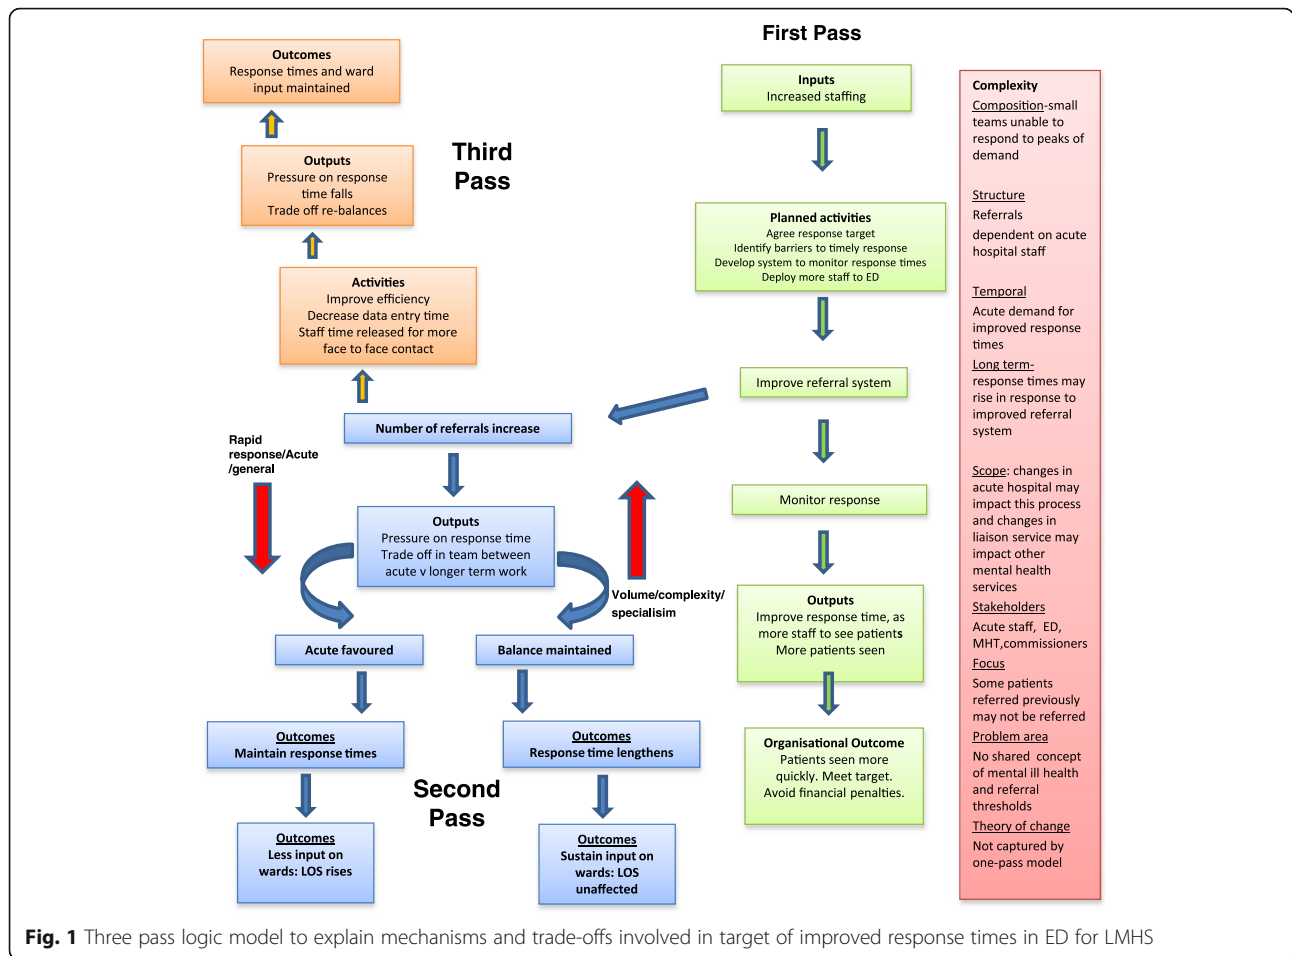 First Pass
Inputs
Increased staffing
Planned activities
Agree response target
Identify barriers to timely response
Develop system to monitor response times
Deploy more staff to ED
Improve referral system
Monitor response
Outputs
Improve response time, as
more staff to see patients
More patients seen
Organisational Outcome
Patients seen more
quickly. Meet target.
Avoid financial penalties.
Number of referrals increase
Rapid
response/Acute
/general
Outputs
Pressure on response time
Trade off in team between
acute v longer term work
Volume/complexity/
specialisim
Acute favoured
Balance maintained
Outcomes
Maintain response times
Outcomes
Response time lengthens
Second
Pass
Outcomes
Less input on
wards: LOS rises
Outcomes
Sustain input on
wards: LOS
unaffected
Third
Pass
Activities
Improve efficiency
Decrease data entry time
Staff time released for more
face to face contact
Outputs
Pressure on response
time falls
Trade off re-balances
Outcomes
Response times and ward
input maintained
Complexity
Composition-small
teams unable to
respond to peaks of
demand
Structure
Referrals
dependent on acute
hospital staff
Temporal
Acute demand for
improved response
times
Long term-
response times may
rise in response to
improved referral
system
Scope: changes in
acute hospital may
impact this process
and changes in
liaison service may
impact other
mental health
services
Stakeholders
Acute staff, ED,
MHT,commissioners
Focus
Some patients
referred previously
may not be referred
Problem area
No shared concept
of mental ill health
and referral
thresholds
Theory of change
Not captured by
one-pass model
Fig. 1 Three pass logic model to explain mechanisms and trade-offs involved in target of improved response times in ED for LMHS